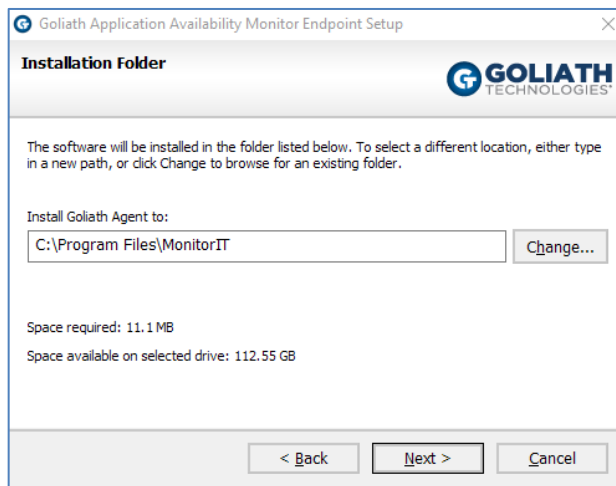 Goliath Application Availability Monitor Endpoint Setup
Installation Folder
G GOLIATH
TECHNOLOGIES
The software will be installed in the folder listed below. To select a different location, either type
in a new path, or click Change to browse for an existing folder.
Install Goliath Agent to:
C:\Program Files\MonitorIT
Change...
Space required: 11.1 MB
Space available on selected drive: 112.55 GB
< Back
Next >
Cancel